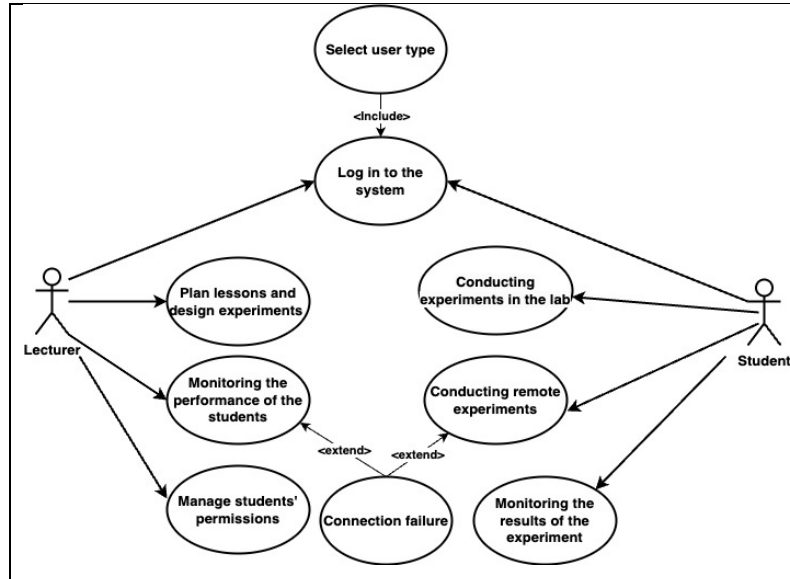 Select user type
<Include>
Log in to the
system
Plan lessons and
design experiments
Conducting
experiments in the lab
Lecturer
Student
Monitoring the
performance of the
students
Conducting remote
experiments
<extend>
<extend>
Manage students'
permissions
Connection failure
Monitoring the
results of the
experiment